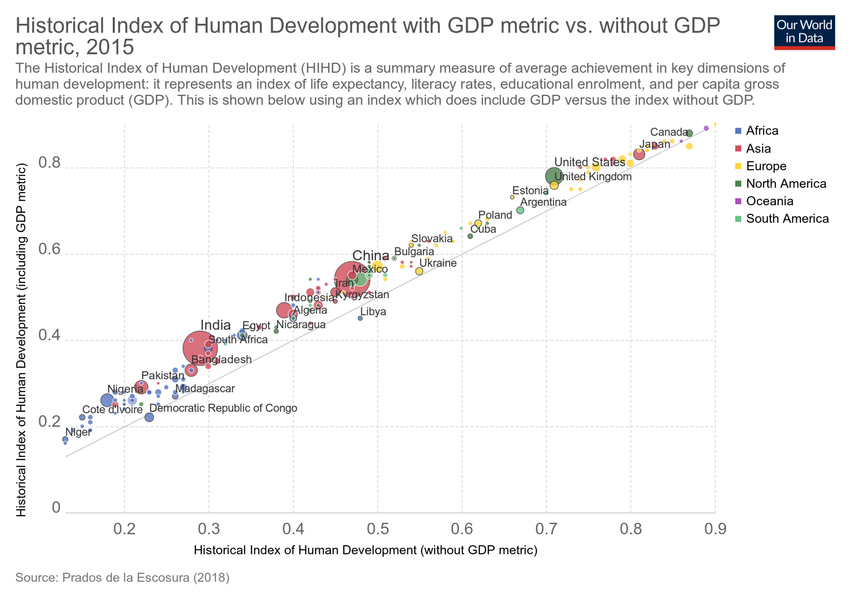 Historical Index of Human Development with GDP metric vs. without GDP
metric, 2015
Our World
in Data
The Historical Index of Human Development (HIHD) is a summary measure of average achievement in key dimensions of
human development: it represents an index of life expectancy, literacy rates, educational enrolment, and per capita gross
domestic product (GDP). This is shown below using an index which does include GDP versus the index without GDP.
Historical Index of Human Development (including GDP metric)
0.8
0.6
0.4
0.2
0
Canada
Japan
United States
United Kingdom
Estonia
Argentina
Poland
Cuba
Slovakia
Bulgaria
Ukraine
China
Mexico
Iran
Kyrgyzstan
Indonesia
Algeria
Libya
India
Egypt
Nicaragua
South Africa
Bangladesh
Pakistan
Nigeria
Madagascar
Cote d'Ivoire
Democratic Republic of Congo
Niger
0.2
0.3
0.4
0.5
0.6
0.7
0.8
0.9
Historical Index of Human Development (without GDP metric)
Africa
Asia
Europe
North America
Oceania
South America
Source: Prados de la Escosura (2018)